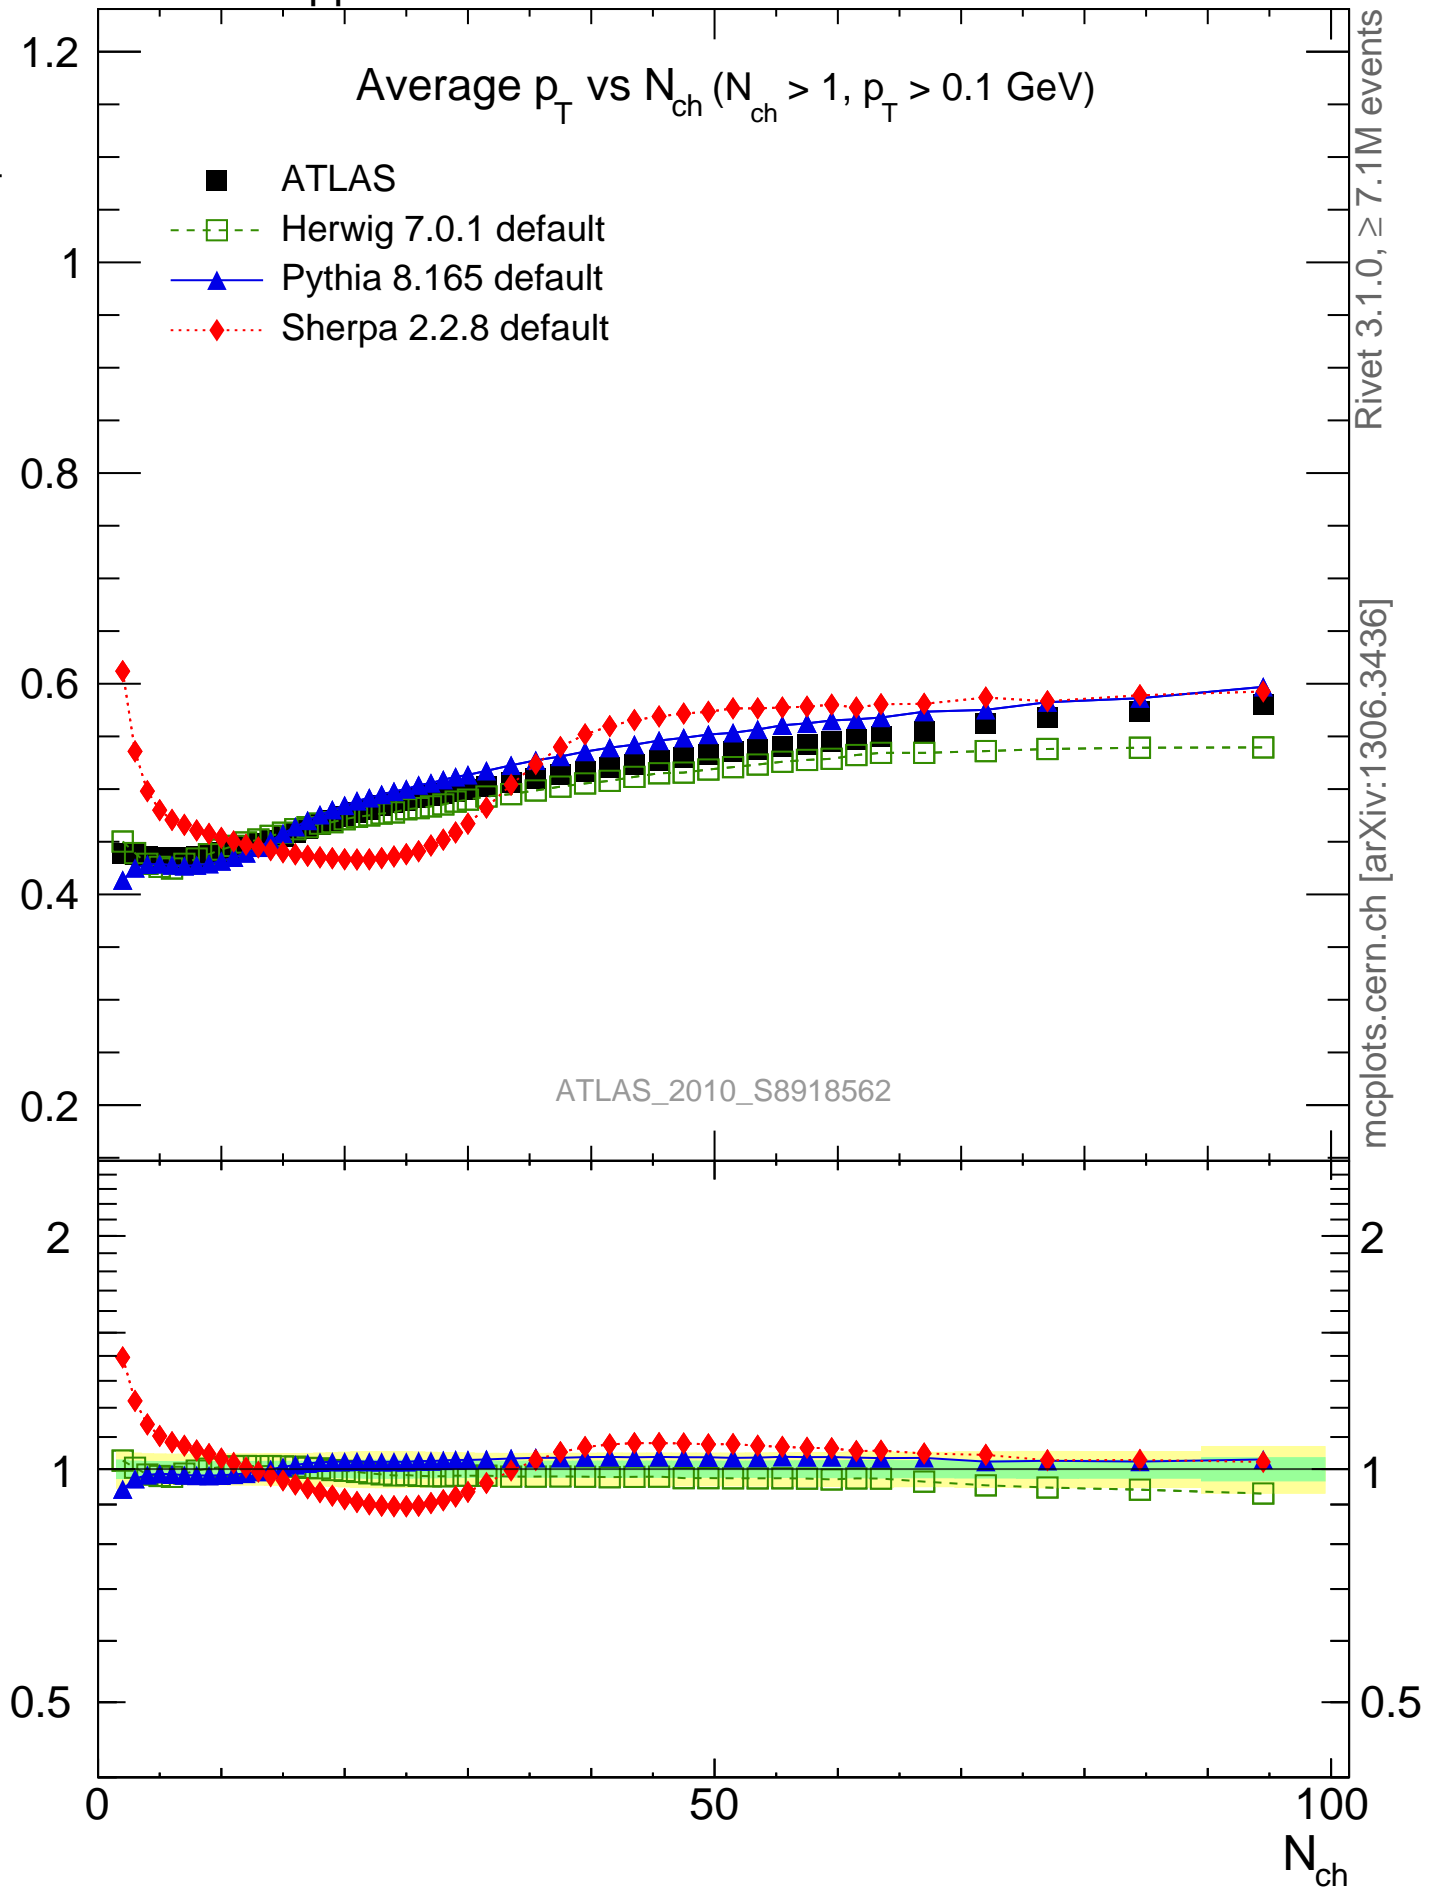 Average p_T vs N_ch (N_ch > 1, p_T > 0.1 GeV)
ATLAS
Herwig 7.0.1 default
Pythia 8.165 default
Sherpa 2.2.8 default
1.2
1
0.8
0.6
0.4
0.2
ATLAS_2010_S8918562
Rivet 3.1.0, ≥ 7.1M events
mcplots.cern.ch [arXiv:1306.3436]
2
1
0.5
2
1
0.5
0
50
100
N_ch